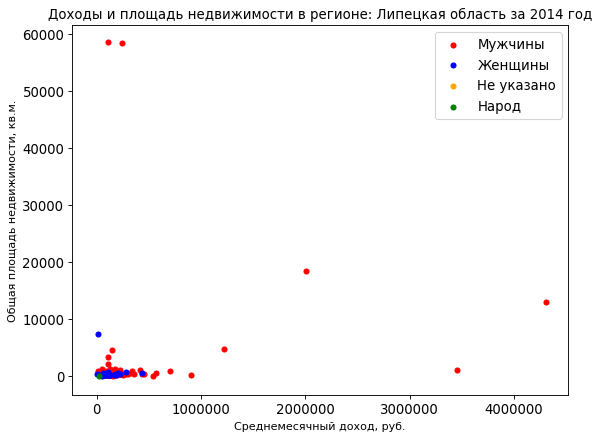 Доходы и площадь недвижимости в регионе: Липецкая область за 2014 год
Мужчины
Женщины
Не указано
Народ
60000
50000
40000
30000
20000
10000
0
Общая площадь недвижимости, кв.м.
0 1000000 2000000 3000000 4000000
Среднемесячный доход, руб.